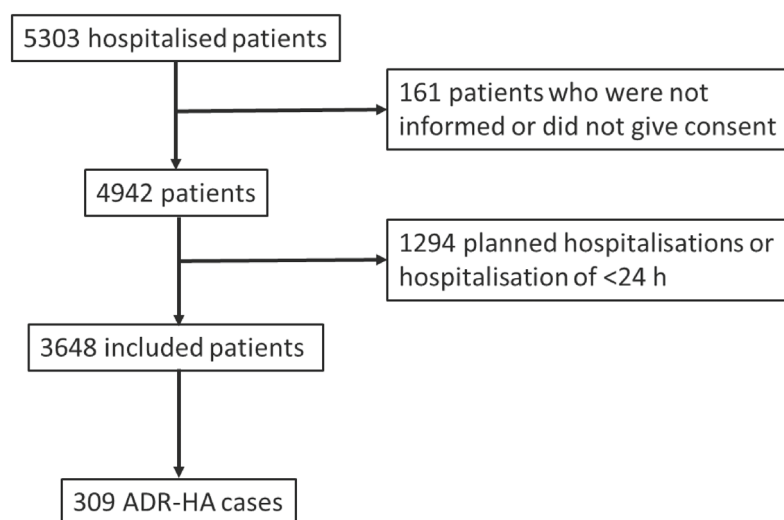 5303 hospitalised patients
161 patients who were not
informed or did not give consent
4942 patients
1294 planned hospitalisations or
hospitalisation of <24 h
3648 included patients
309 ADR-HA cases